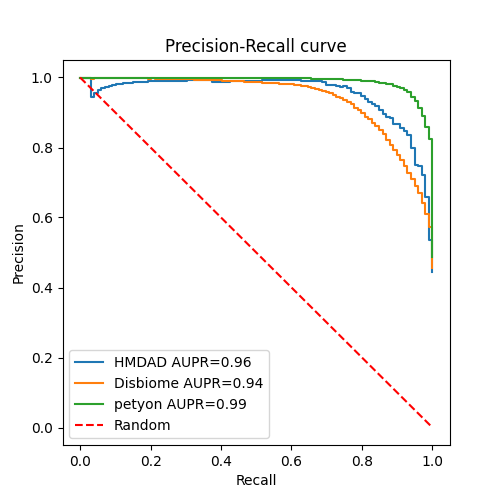 Precision-Recall curve
1.0
0.8
0.6
0.4
0.2
0.0
Precision
HMDAD AUPR=0.96
Disbiome AUPR=0.94
petyon AUPR=0.99
Random
0.0 0.2 0.4 0.6 0.8 1.0
Recall